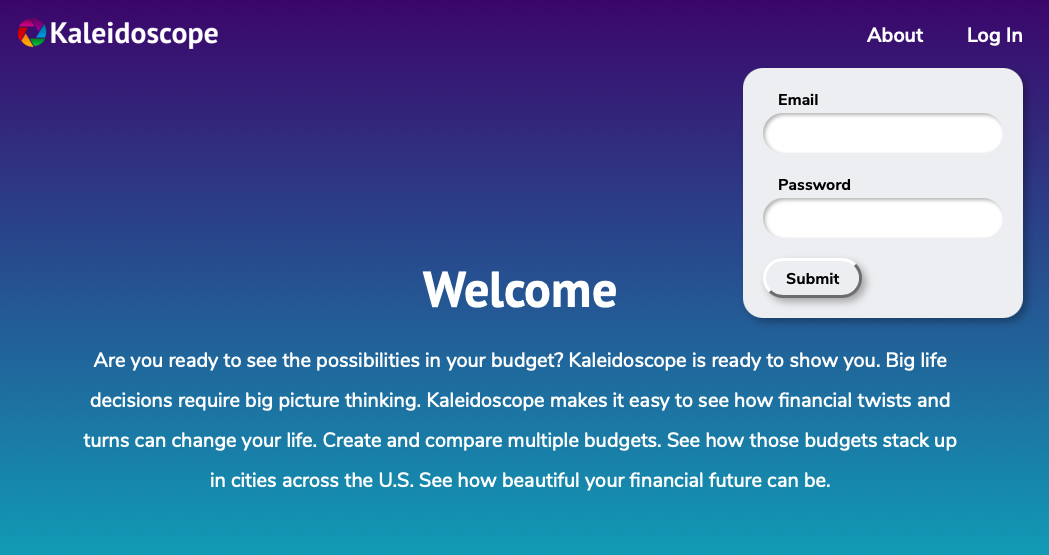 Kaleidoscope
About
Log In
Email
Password
Submit
Welcome
Are you ready to see the possibilities in your budget? Kaleidoscope is ready to show you. Big life
decisions require big picture thinking. Kaleidoscope makes it easy to see how financial twists and
turns can change your life. Create and compare multiple budgets. See how those budgets stack up
in cities across the U.S. See how beautiful your financial future can be.